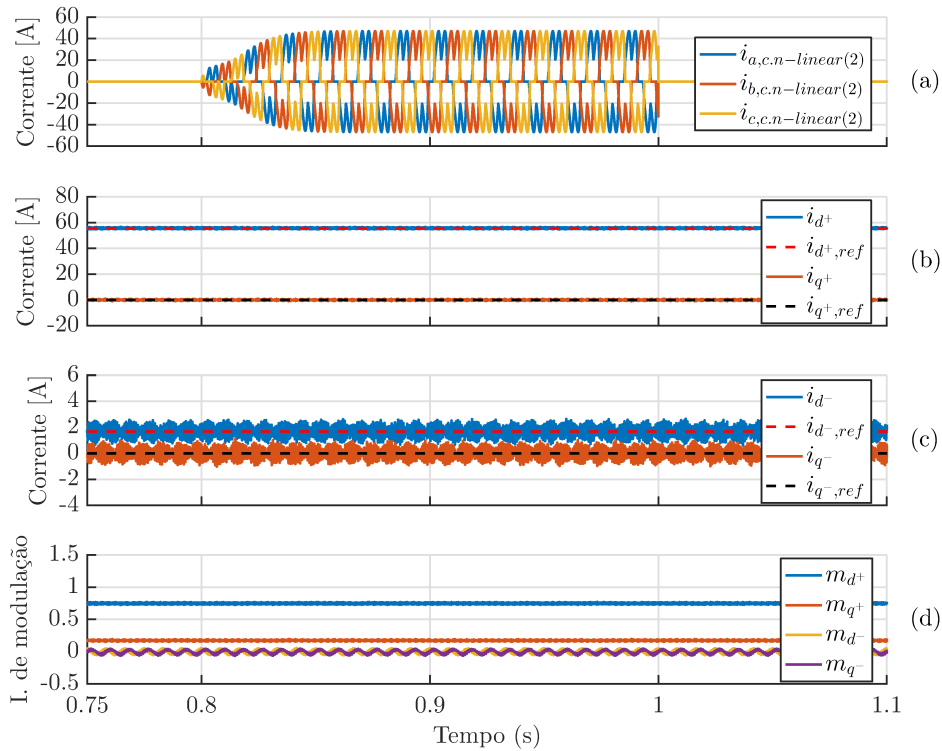 Corrente [A]
60
40
20
0
-20
-40
-60
i_{a,c.n-linear(2)}
i_{b,c.n-linear(2)}
i_{c,c.n-linear(2)}
(a)
Corrente [A]
80
60
40
20
0
-20
i_{d^+}
i_{d^+,ref}
i_{q^+}
i_{q^+,ref}
(b)
Corrente [A]
6
4
2
0
-2
-4
i_{d^-}
i_{d^-,ref}
i_{q^-}
i_{q^-,ref}
(c)
I. de modulação
1.5
1
0.5
0
-0.5
m_{d^+}
m_{q^+}
m_{d^-}
m_{q^-}
(d)
0.75 0.8 0.9 1 1.1
Tempo (s)